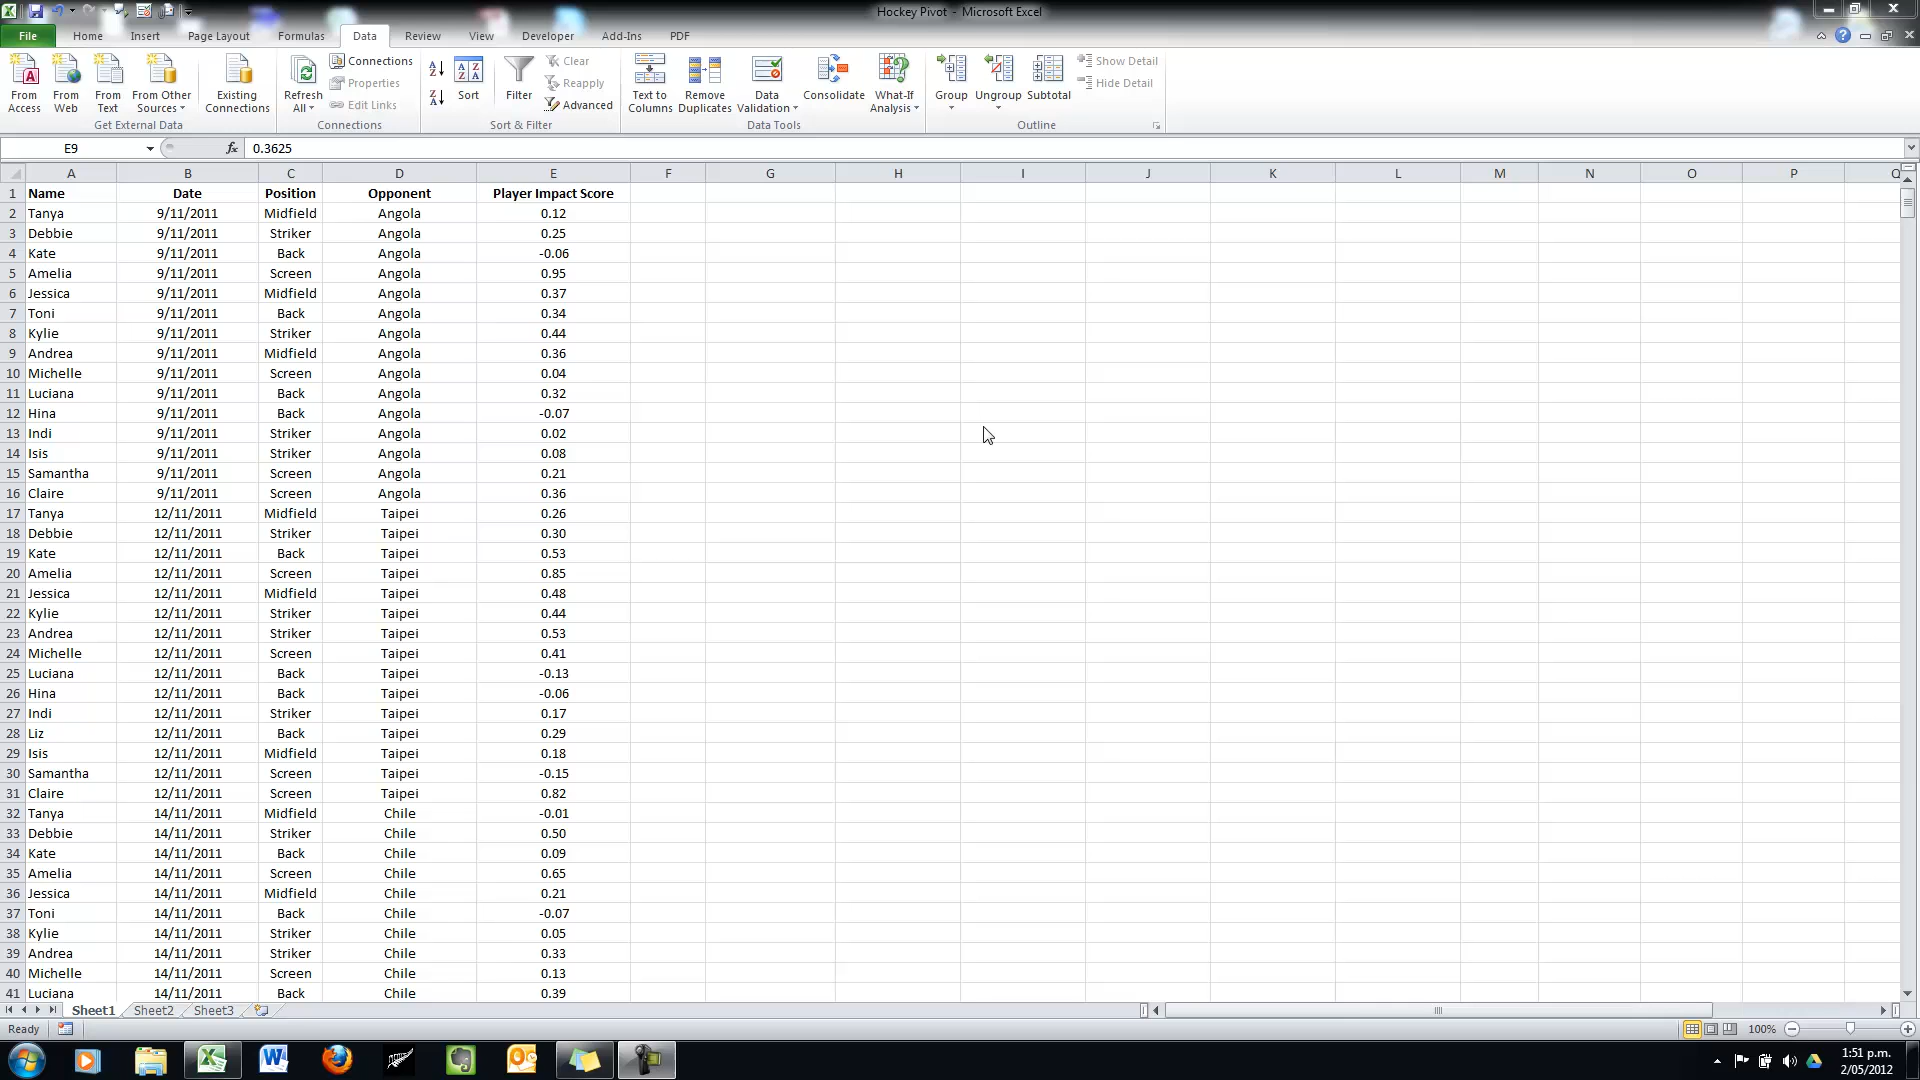 Hockey Pivot - Microsoft Excel
File Home Insert Page Layout Formulas Data Review View Developer Add-Ins PDF
From Access From Web From Text From Other Sources Existing Connections Refresh All Connections Properties Edit Links Sort Filter Clear Reapply Advanced Text to Columns Remove Duplicates Data Validation Consolidate What-If Analysis Group Ungroup Subtotal Show Detail Hide Detail
Get External Data Connections Sort & Filter Data Tools Outline
E9 fx 0.3625
A B C D E F G H I J K L M N O P Q
1 Name Date Position Opponent Player Impact Score
2 Tanya 9/11/2011 Midfield Angola 0.12
3 Debbie 9/11/2011 Striker Angola 0.25
4 Kate 9/11/2011 Back Angola -0.06
5 Amelia 9/11/2011 Screen Angola 0.95
6 Jessica 9/11/2011 Midfield Angola 0.37
7 Toni 9/11/2011 Back Angola 0.34
8 Kylie 9/11/2011 Striker Angola 0.44
9 Andrea 9/11/2011 Midfield Angola 0.36
10 Michelle 9/11/2011 Screen Angola 0.04
11 Luciana 9/11/2011 Back Angola 0.32
12 Hina 9/11/2011 Back Angola -0.07
13 Indi 9/11/2011 Striker Angola 0.02
14 Isis 9/11/2011 Striker Angola 0.08
15 Samantha 9/11/2011 Screen Angola 0.21
16 Claire 9/11/2011 Screen Angola 0.36
17 Tanya 12/11/2011 Midfield Taipei 0.26
18 Debbie 12/11/2011 Striker Taipei 0.30
19 Kate 12/11/2011 Back Taipei 0.53
20 Amelia 12/11/2011 Screen Taipei 0.85
21 Jessica 12/11/2011 Midfield Taipei 0.48
22 Kylie 12/11/2011 Striker Taipei 0.44
23 Andrea 12/11/2011 Striker Taipei 0.53
24 Michelle 12/11/2011 Screen Taipei 0.41
25 Luciana 12/11/2011 Back Taipei -0.13
26 Hina 12/11/2011 Back Taipei -0.06
27 Indi 12/11/2011 Striker Taipei 0.17
28 Liz 12/11/2011 Back Taipei 0.29
29 Isis 12/11/2011 Midfield Taipei 0.18
30 Samantha 12/11/2011 Screen Taipei -0.15
31 Claire 12/11/2011 Screen Taipei 0.82
32 Tanya 14/11/2011 Midfield Chile -0.01
33 Debbie 14/11/2011 Striker Chile 0.50
34 Kate 14/11/2011 Back Chile 0.09
35 Amelia 14/11/2011 Screen Chile 0.65
36 Jessica 14/11/2011 Midfield Chile 0.21
37 Toni 14/11/2011 Back Chile -0.07
38 Kylie 14/11/2011 Striker Chile 0.05
39 Andrea 14/11/2011 Striker Chile 0.33
40 Michelle 14/11/2011 Screen Chile 0.13
41 Luciana 14/11/2011 Back Chile 0.39
Sheet1 Sheet2 Sheet3
Ready 100%
1:51 p.m.
2/05/2012